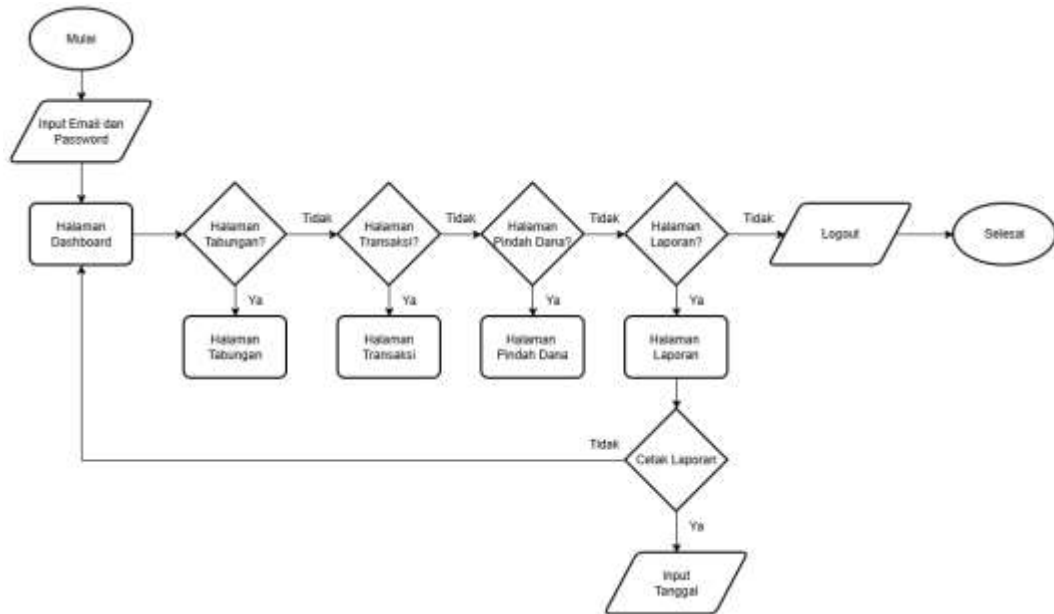 Mulai
Input Email dan
Password
Halaman
Dashboard
Halaman
Tabungan?
Tidak
Halaman
Transaksi?
Tidak
Halaman
Pindah Dana?
Tidak
Halaman
Laporan?
Tidak
Logout
Selesai
Ya
Ya
Ya
Ya
Halaman
Tabungan
Halaman
Transaksi
Halaman
Pindah Dana
Halaman
Laporan
Tidak
Cetak Laporan
Ya
Input
Tanggal